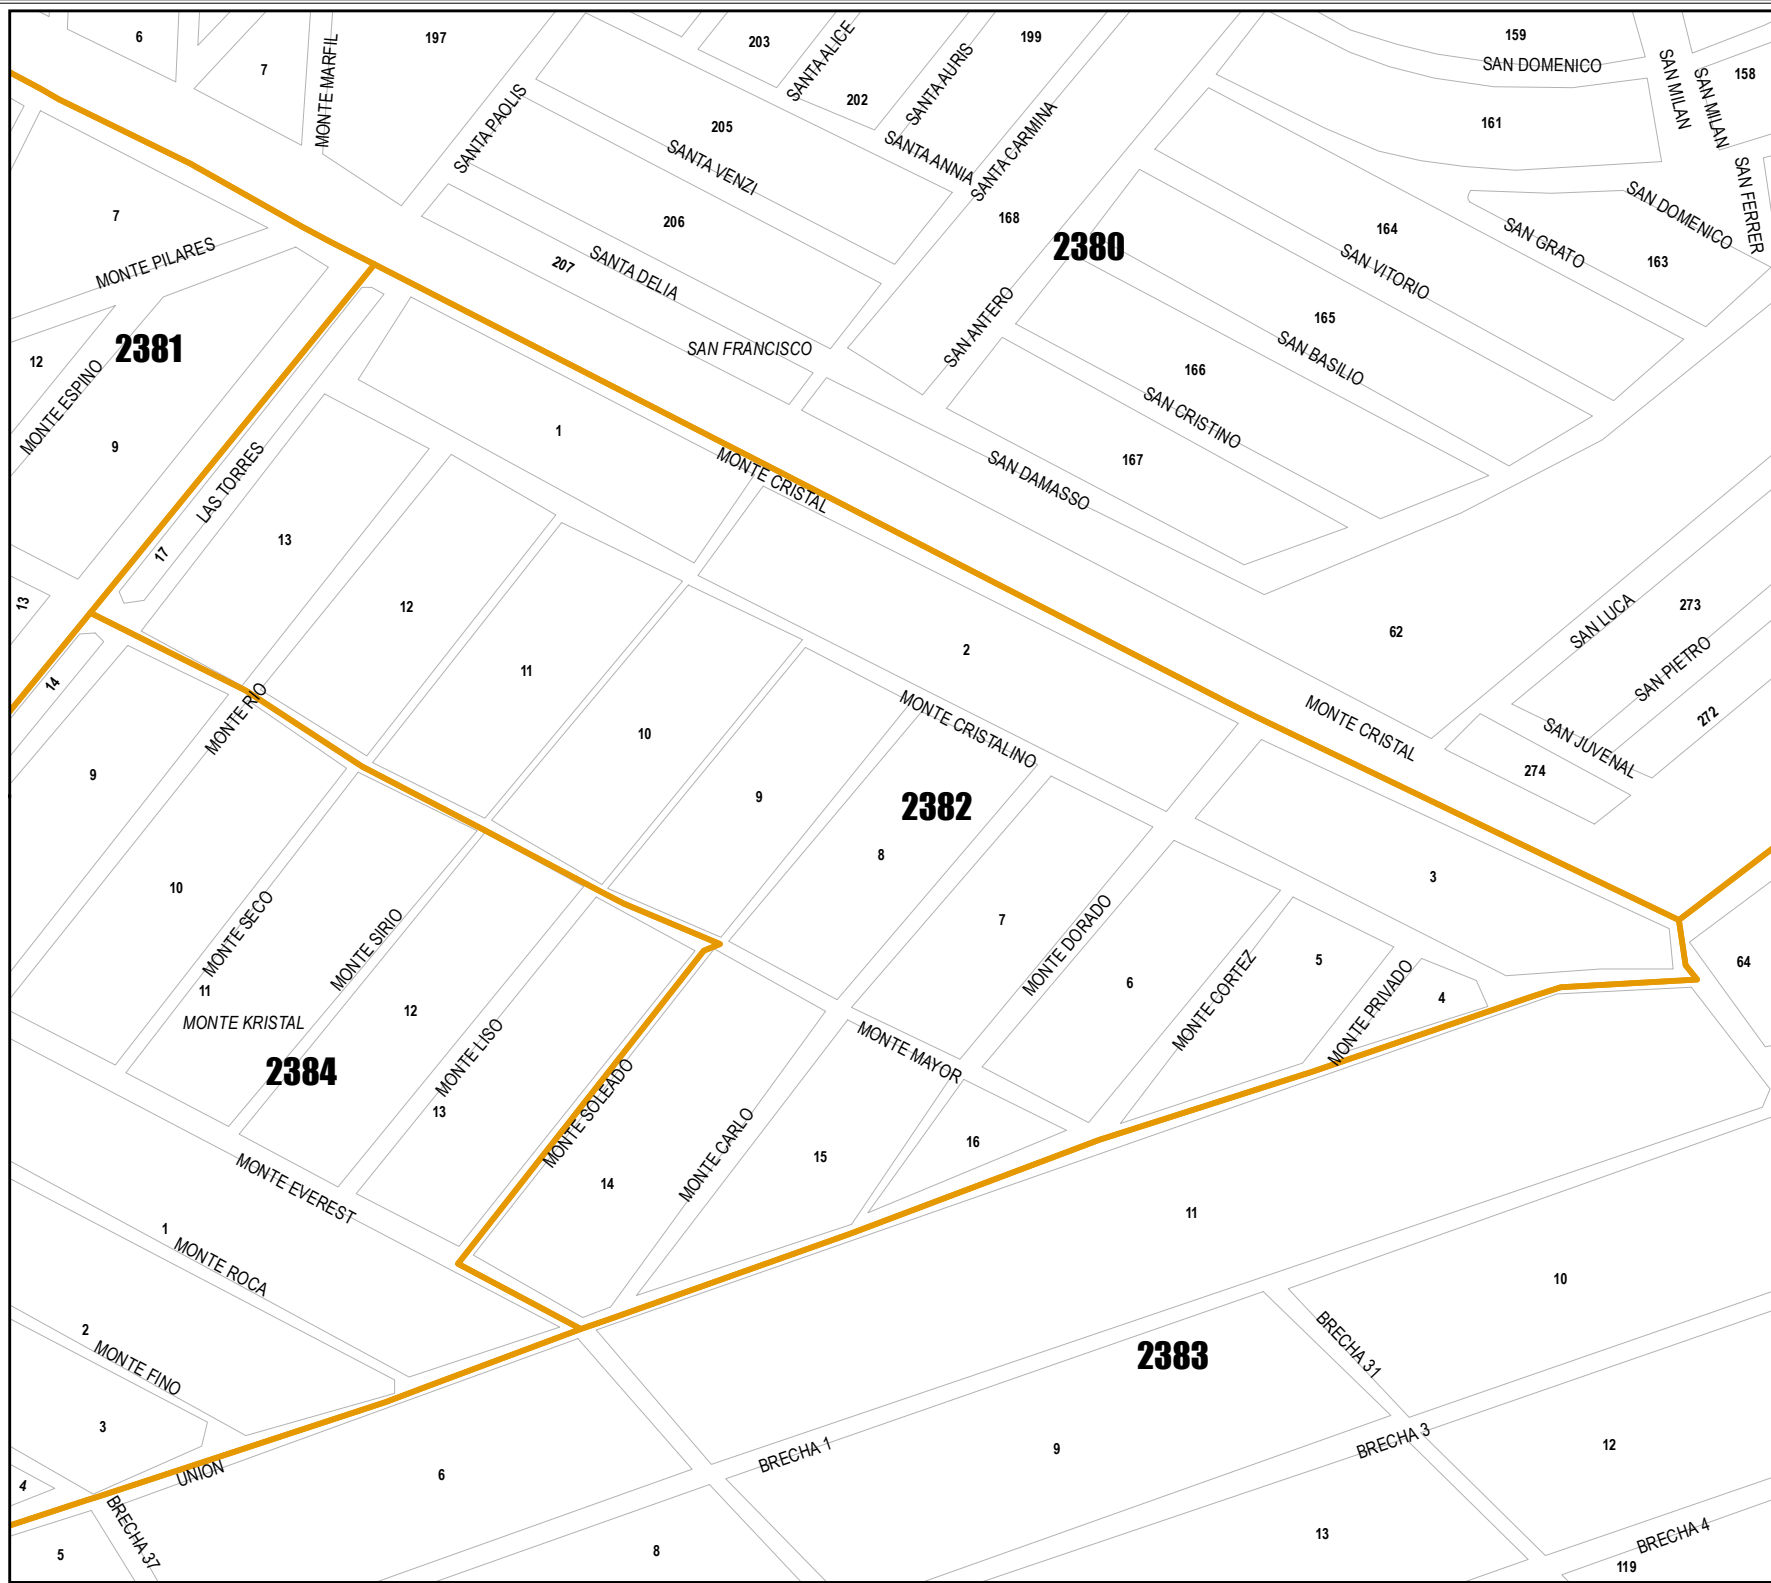 6
7
MONTE MARFIL
197
SANTA PAOLIS
203
SANTA ALICE
202
SANTA AURIS
199
SANTA CARMINA
SANTA ANNIA
159
SAN DOMENICO
SAN MILAN
SAN MILAN
158
161
SAN FERRER
205
SANTA VENZI
206
SANTA DELIA
207
168
2380
164
SAN VITORIO
SAN GRATO
SAN DOMENICO
163
7
MONTE PILARES
2381
12
MONTE ESPINO
9
SAN FRANCISCO
SAN ANTERO
165
SAN BASILIO
166
SAN CRISTINO
167
SAN DAMASSO
LAS TORRES
17
13
1
MONTE CRISTAL
13
12
11
2
62
SAN LUCA
273
SAN PIETRO
272
SAN JUVENAL
274
MONTE CRISTAL
14
MONTE RIO
9
10
9
MONTE CRISTALINO
2382
8
3
10
MONTE SECO
11
MONTE SIRIO
12
MONTE KRISTAL
2384
MONTE LISO
13
7
MONTE DORADO
6
MONTE CORTEZ
5
MONTE PRIVADO
4
64
MONTE MAYOR
MONTE SOLEADO
14
MONTE CARLO
15
16
11
MONTE EVEREST
1
MONTE ROCA
2
MONTE FINO
3
4
UNION
BRECHA 37
5
6
8
BRECHA 1
9
2383
BRECHA 31
10
BRECHA 3
12
13
BRECHA 4
119